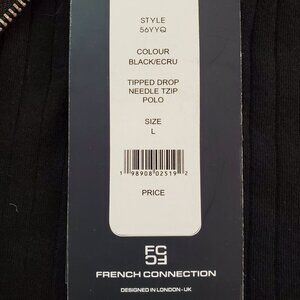 STYLE
56YYQ
COLOUR
BLACK/ECRU
TIPPED DROP
NEEDLE TZIP
POLO
SIZE
L
1 98908 02519 2
PRICE
FC
FC
FRENCH CONNECTION
DESIGNED IN LONDON - UK